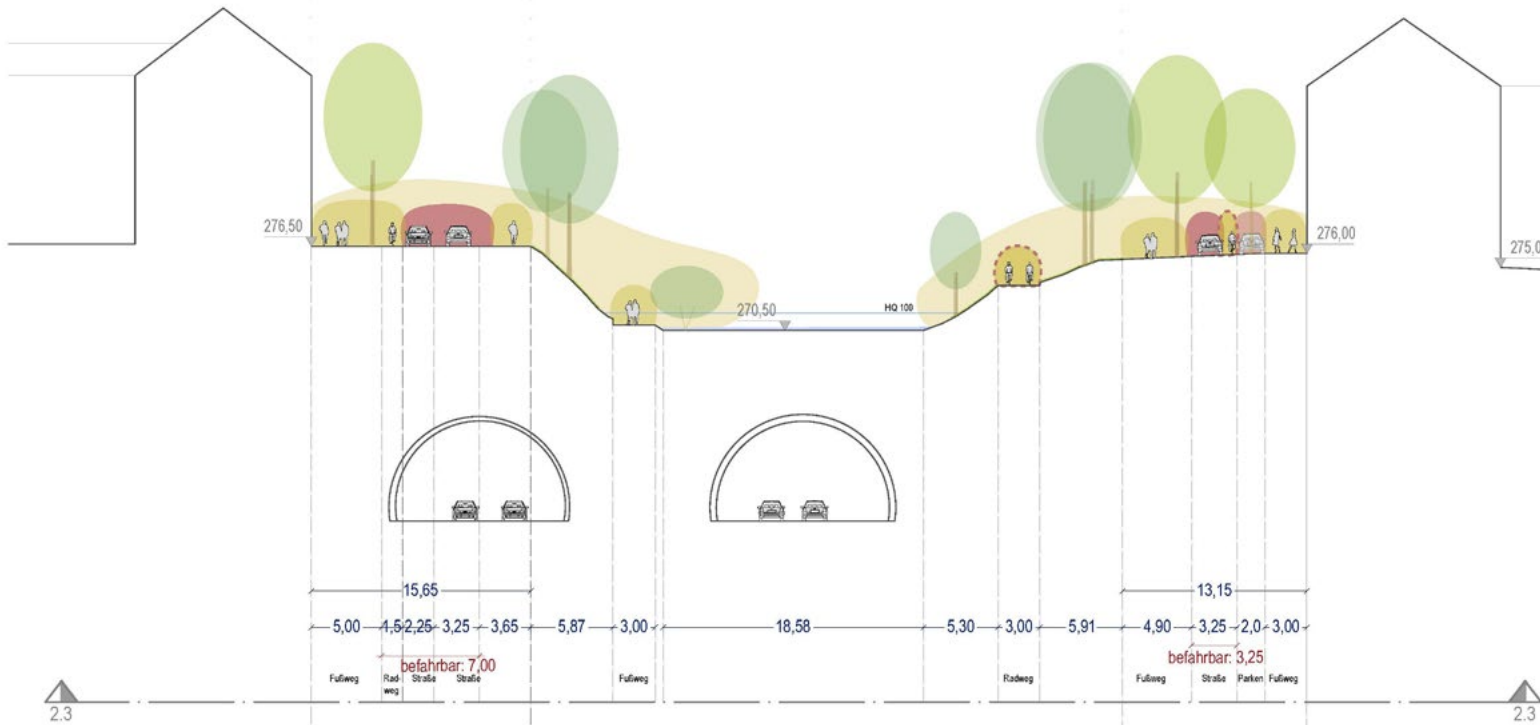 276,50
HQ 100
270,50
276,00
275,0
15,65
13,15
5,00
1,5
2,25
3,25
3,65
5,87
3,00
18,58
5,30
3,00
5,91
4,90
3,25
2,0
3,00
befahrbar: 7,00
befahrbar: 3,25
Fußweg
Rad-
weg
Straße
Straße
Fußweg
Radweg
Fußweg
Straße
Parken
Fußweg
2.3
2.3